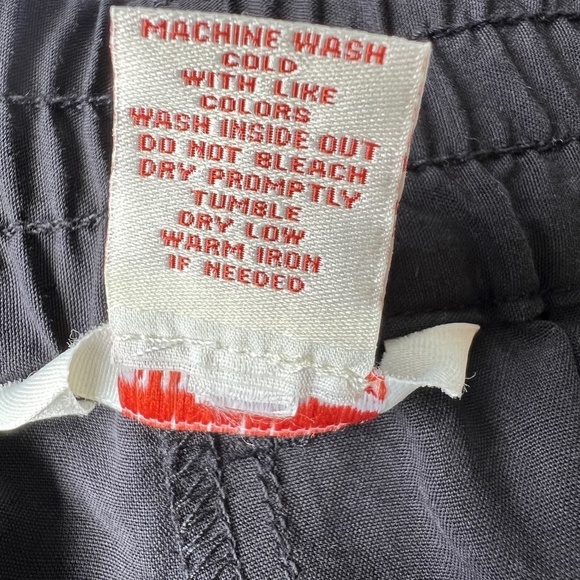 MACHINE WASH
COLD
WITH LIKE
COLORS
WASH INSIDE OUT
DO NOT BLEACH
DRY PROMPTLY
TUMBLE
DRY LOW
WARM IRON
IF NEEDED